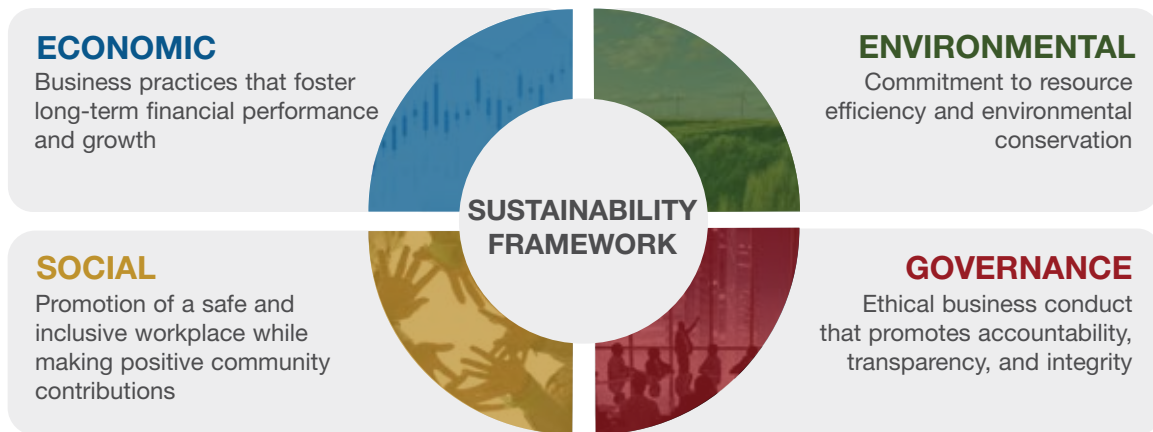 ECONOMIC
Business practices that foster
long-term financial performance
and growth
ENVIRONMENTAL
Commitment to resource
efficiency and environmental
conservation
SUSTAINABILITY
FRAMEWORK
SOCIAL
Promotion of a safe and
inclusive workplace while
making positive community
contributions
GOVERNANCE
Ethical business conduct
that promotes accountability,
transparency, and integrity